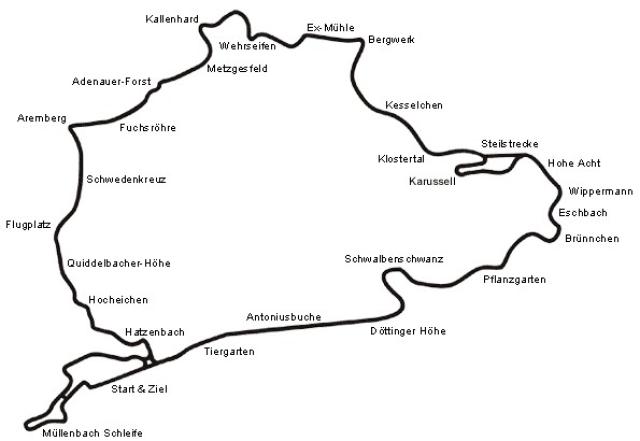 Kallenhard
Ex-Mühle
Wehrseifen
Bergwerk
Metzgesfeld
Adenauer-Forst
Kesselchen
Aremberg
Fuchsröhre
Steilstrecke
Klostertal
Hohe Acht
Karussell
Schwedenkreuz
Wippermann
Eschbach
Flugplatz
Brünnchen
Quiddelbacher-Höhe
Schwalbenschwanz
Pflanzgarten
Hocheichen
Antoniusbuche
Hatzenbach
Döttinger Höhe
Tiergarten
Start & Ziel
Müllenbach Schleife